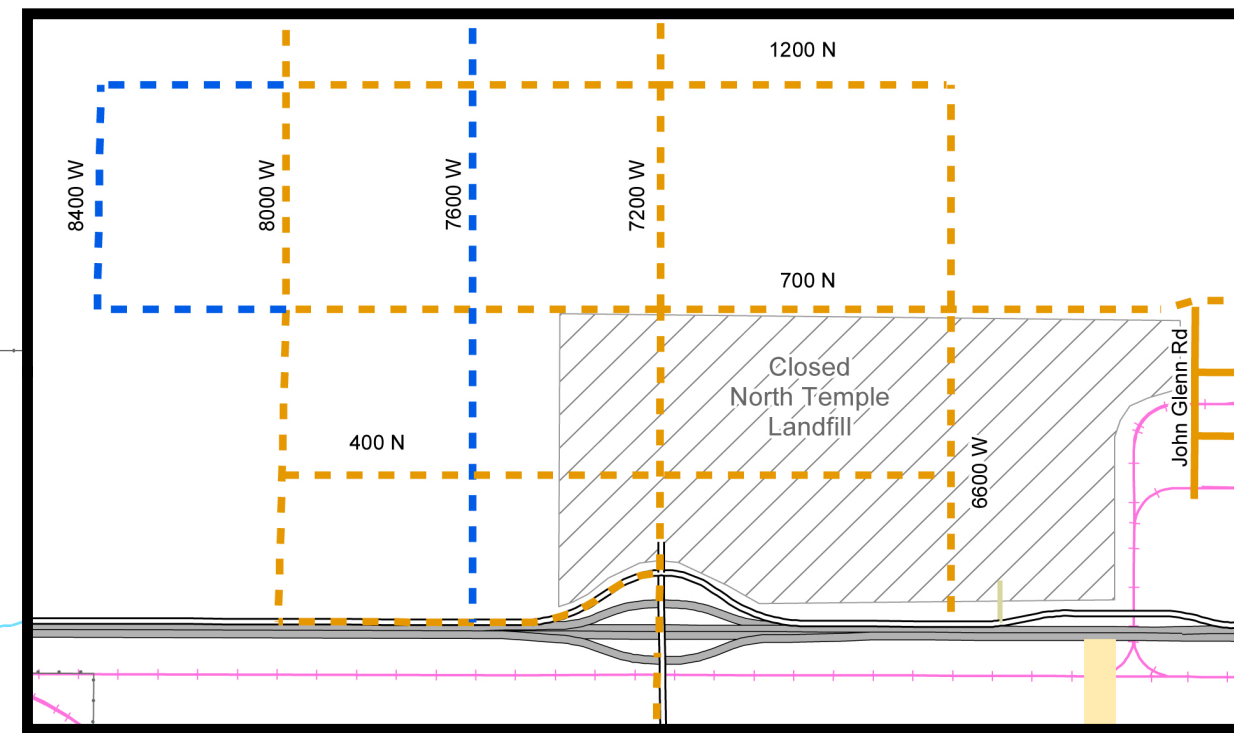 1200 N
8400 W
8000 W
7600 W
7200 W
700 N
Closed
North Temple
Landfill
John Glenn Rd
400 N
6600 W